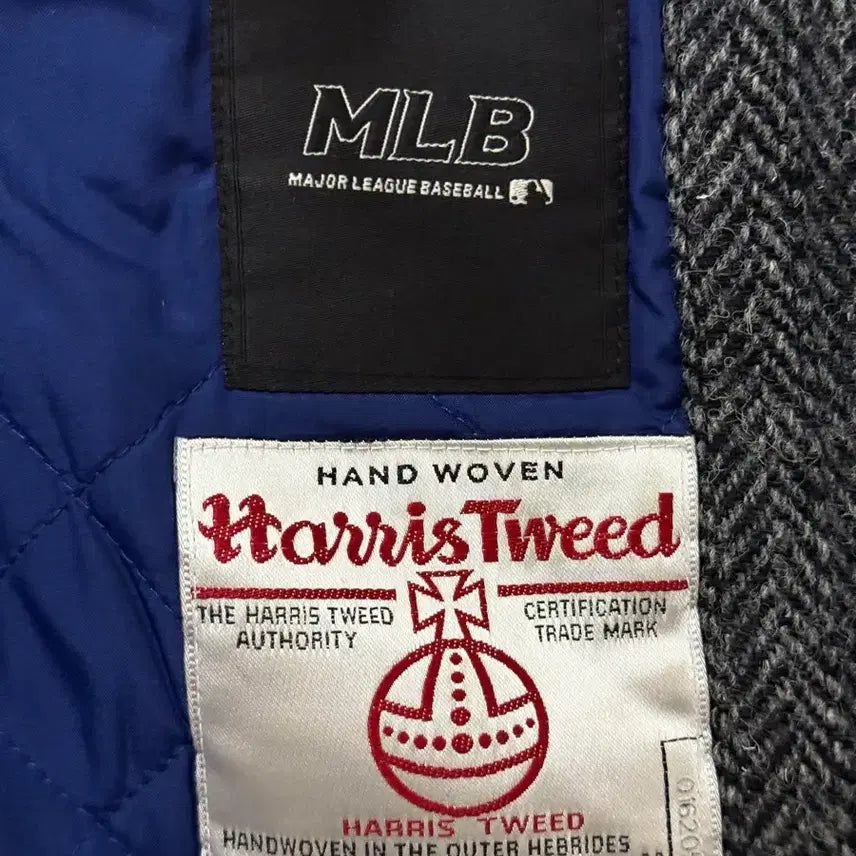 MLB
MAJOR LEAGUE BASEBALL
HAND WOVEN
Harris Tweed
THE HARRIS TWEED
AUTHORITY
CERTIFICATION
TRADE MARK
HARRIS TWEED
HANDWOVEN IN THE OUTER HEBRIDES